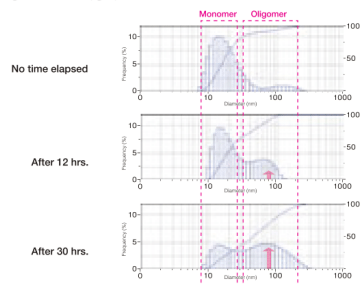 Monomer Oligomer
No time elapsed
Frequency (%)
10-
5-
0
-100
-50
0 10 100 1000
Diameter (nm)
After 12 hrs.
Frequency (%)
10-
5-
0
100
-50
0 10 100 1000
Diameter (nm)
After 30 hrs.
Frequency (%)
10-
5-
0
100
-50
0 10 100 1000
Diameter (nm)